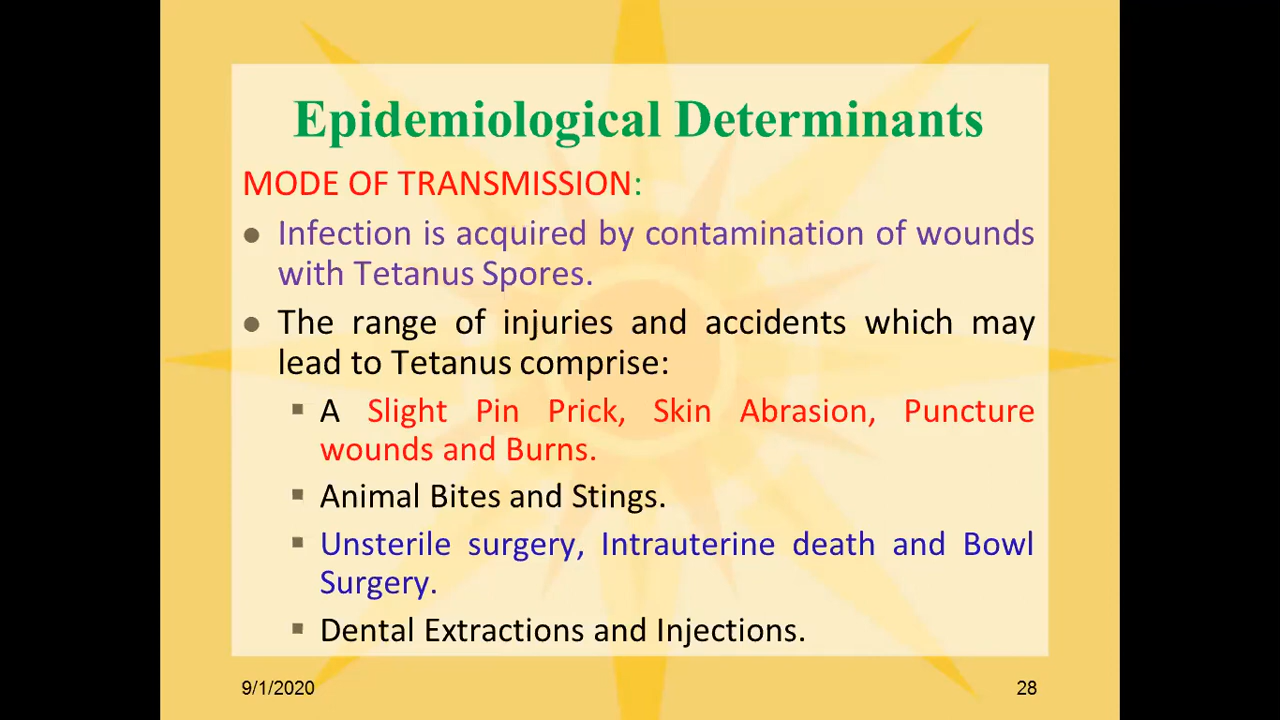 Epidemiological Determinants
MODE OF TRANSMISSION:
● Infection is acquired by contamination of wounds
with Tetanus Spores.
● The range of injuries and accidents which may
lead to Tetanus comprise:
▪ A Slight Pin Prick, Skin Abrasion, Puncture
wounds and Burns.
▪ Animal Bites and Stings.
▪ Unsterile surgery, Intrauterine death and Bowl
Surgery.
▪ Dental Extractions and Injections.
9/1/2020
28